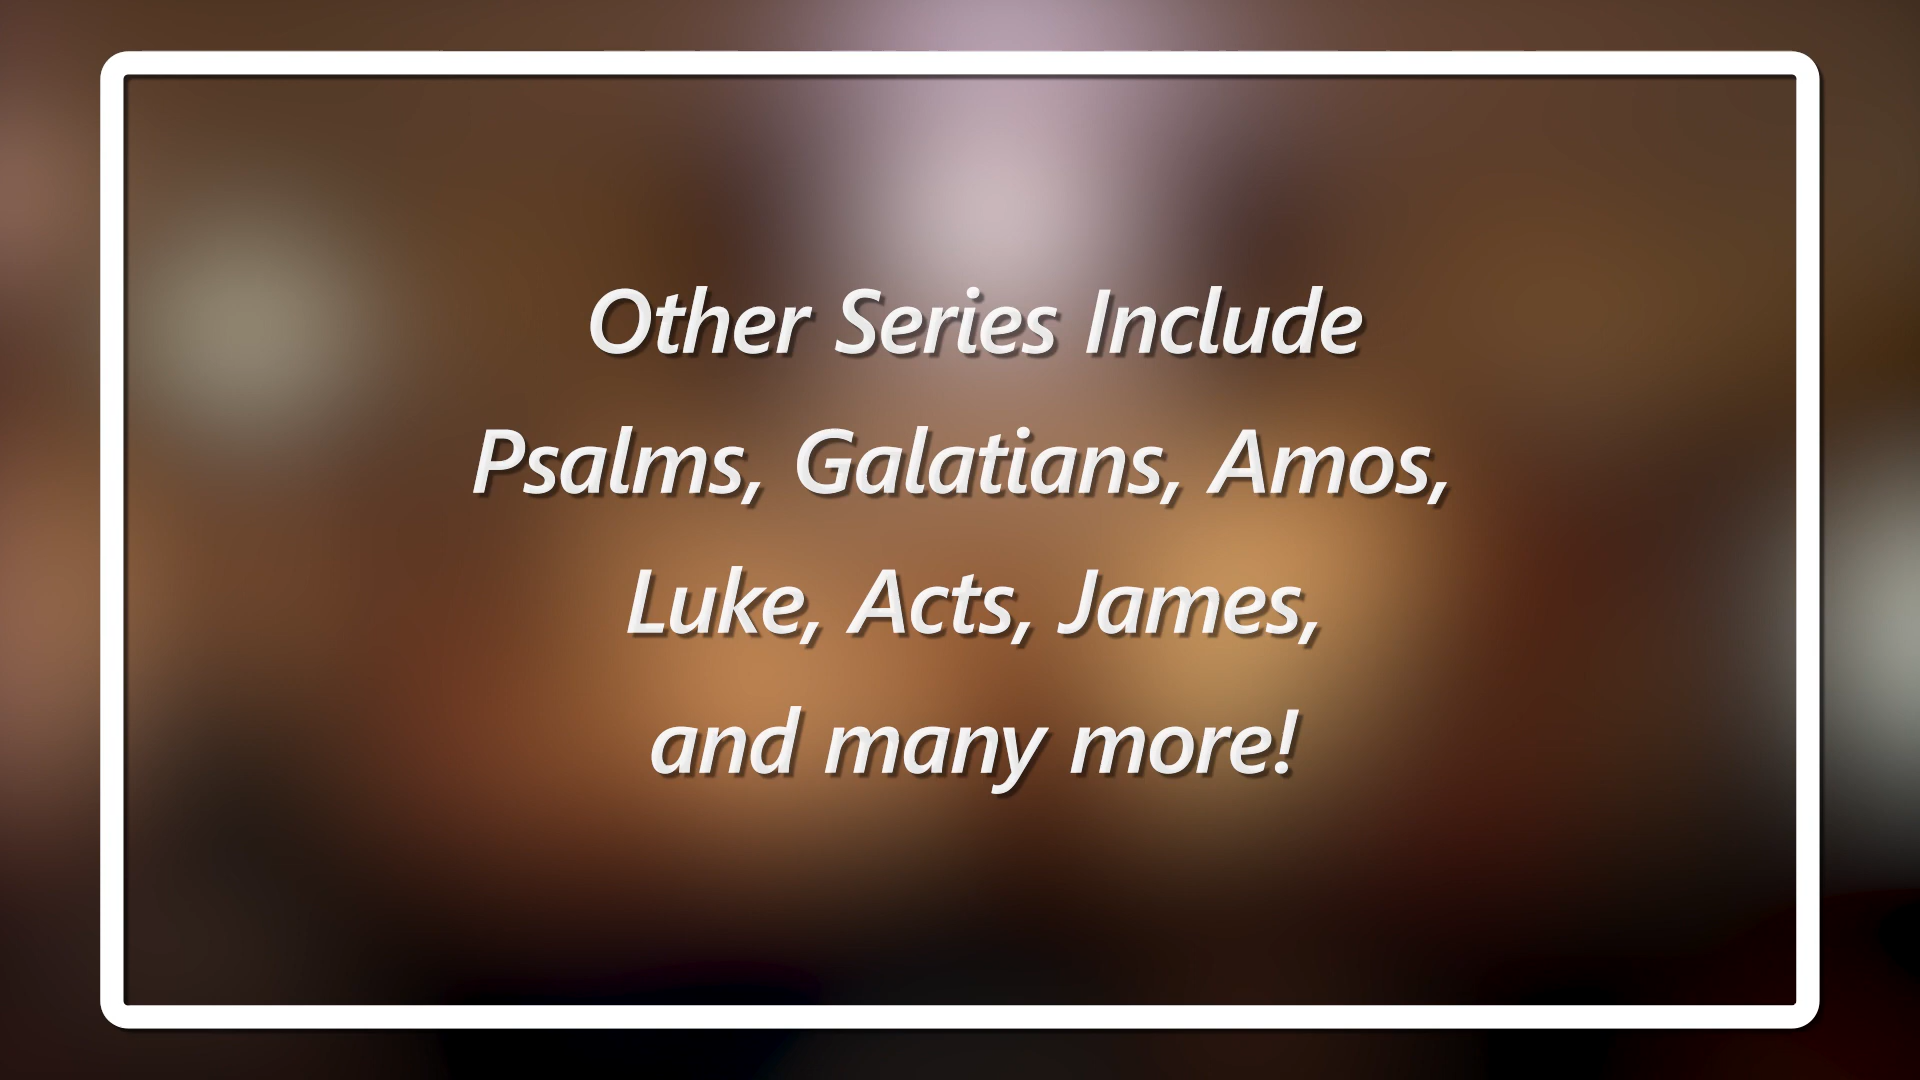 Other Series Include
Psalms, Galatians, Amos,
Luke, Acts, James,
and many more!